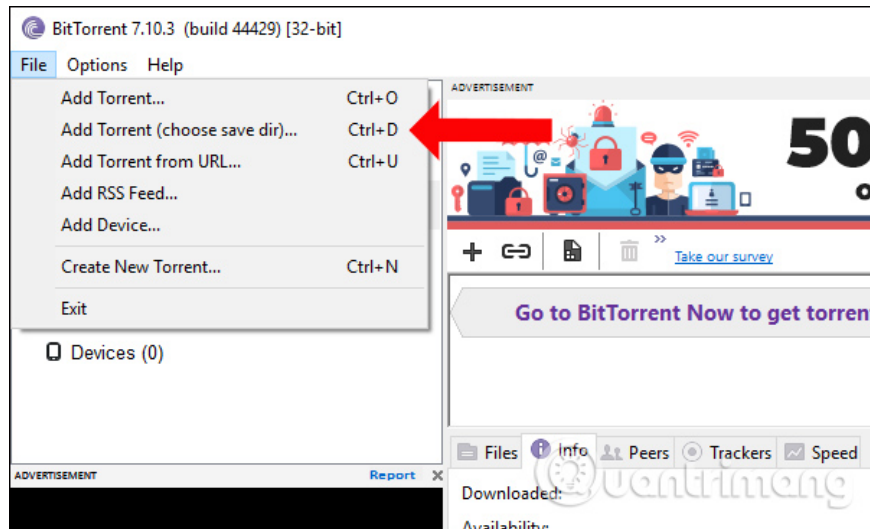 BitTorrent 7.10.3 (build 44429) [32-bit]
File Options Help
Add Torrent... Ctrl+O
Add Torrent (choose save dir)... Ctrl+D
Add Torrent from URL... Ctrl+U
Add RSS Feed...
Add Device...
Create New Torrent... Ctrl+N
Exit
Devices (0)
ADVERTISEMENT Report
ADVERTISEMENT
@
50
Take our survey
Go to BitTorrent Now to get torren
Files Info Peers Trackers Speed
Downloaded:
Availability:
Quantrimang